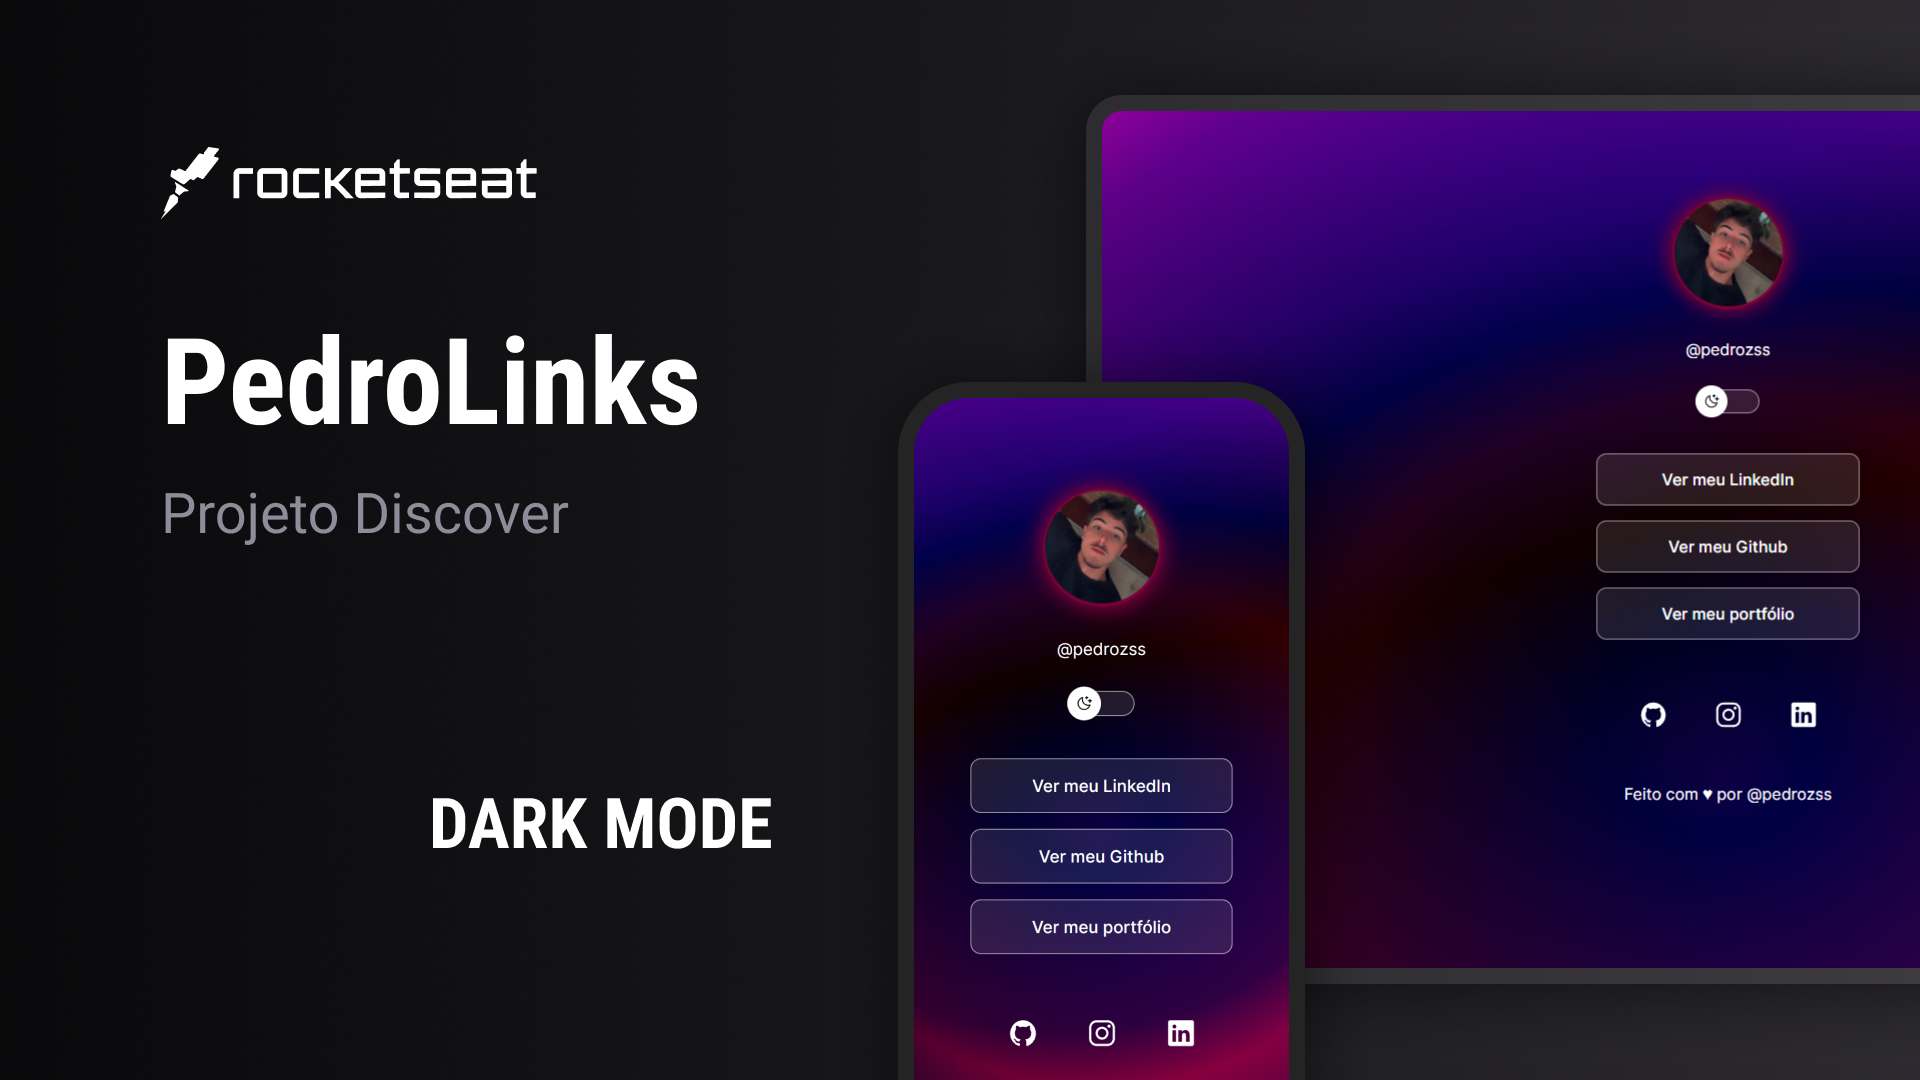 rocketseat
PedroLinks
Projeto Discover
DARK MODE
@pedrozss
Ver meu LinkedIn
Ver meu Github
Ver meu portfólio
@pedrozss
Ver meu LinkedIn
Ver meu Github
Ver meu portfólio
Feito com ♥ por @pedrozss